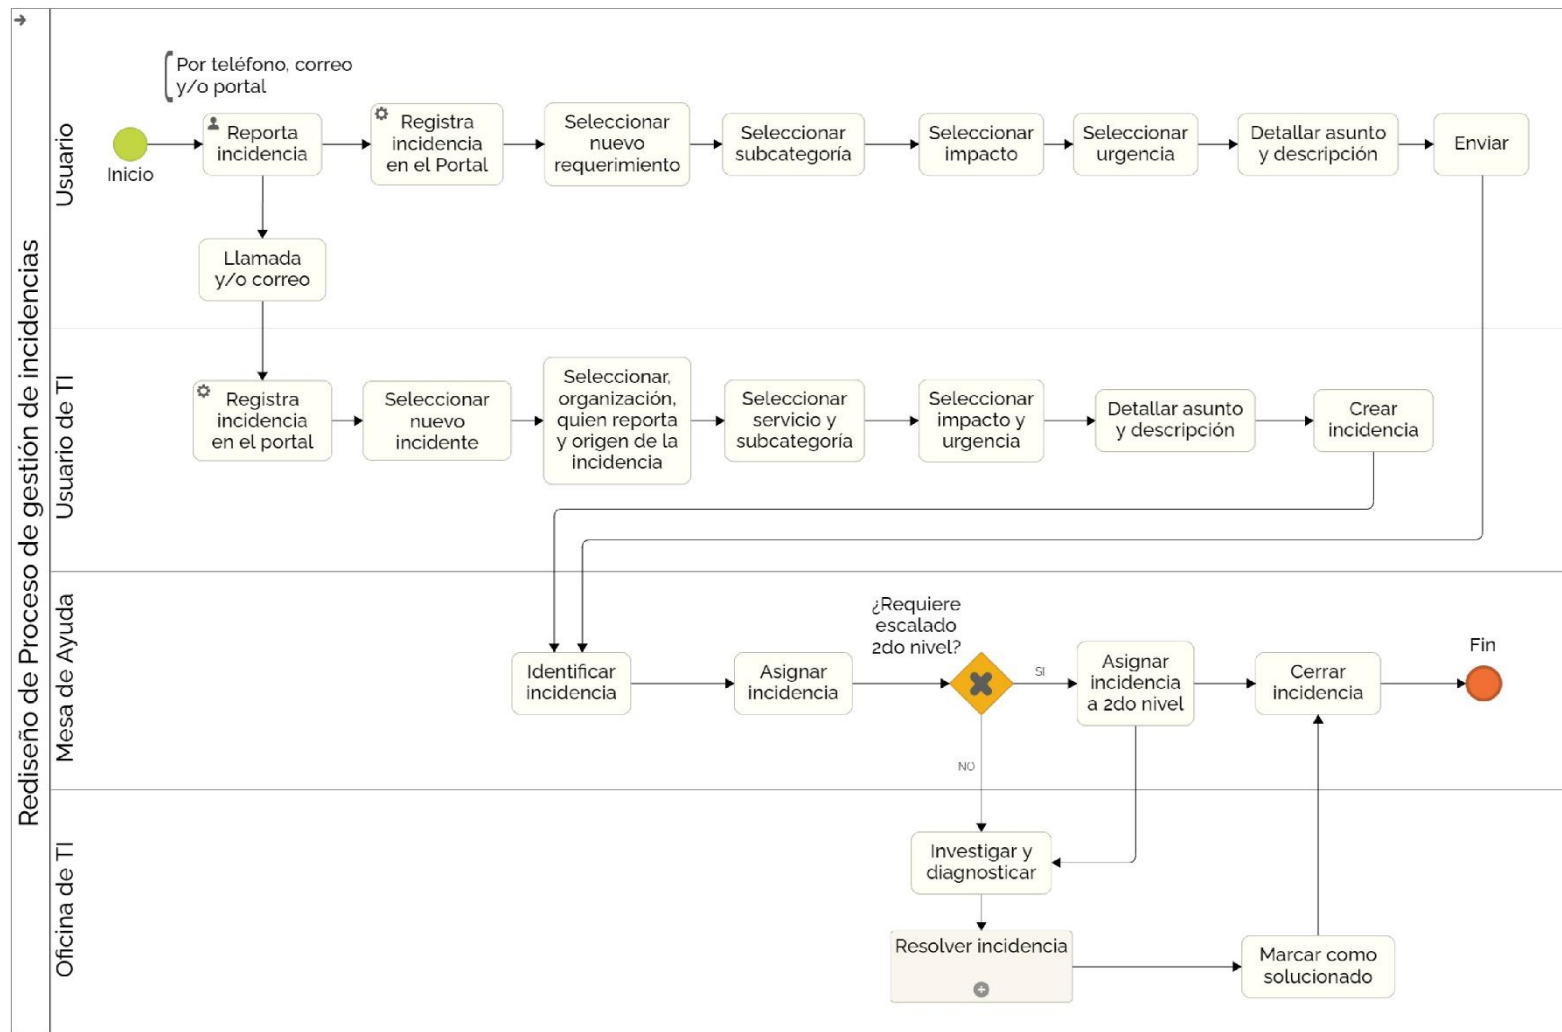 Rediseño de Proceso de gestión de incidencias
Usuario
Por teléfono, correo
y/o portal
Inicio
Reporta
incidencia
Registra
incidencia
en el Portal
Seleccionar
nuevo
requerimiento
Seleccionar
subcategoría
Seleccionar
impacto
Seleccionar
urgencia
Detallar asunto
y descripción
Enviar
Llamada
y/o correo
Usuario de TI
Registra
incidencia
en el portal
Seleccionar
nuevo
incidente
Seleccionar,
organización,
quien reporta
y origen de la
incidencia
Seleccionar
servicio y
subcategoría
Seleccionar
impacto y
urgencia
Detallar asunto
y descripción
Crear
incidencia
Mesa de Ayuda
Identificar
incidencia
Asignar
incidencia
¿Requiere
escalado
2do nivel?
SI
NO
Asignar
incidencia
a 2do nivel
Cerrar
incidencia
Fin
Oficina de TI
Investigar y
diagnosticar
Resolver incidencia
Marcar como
solucionado